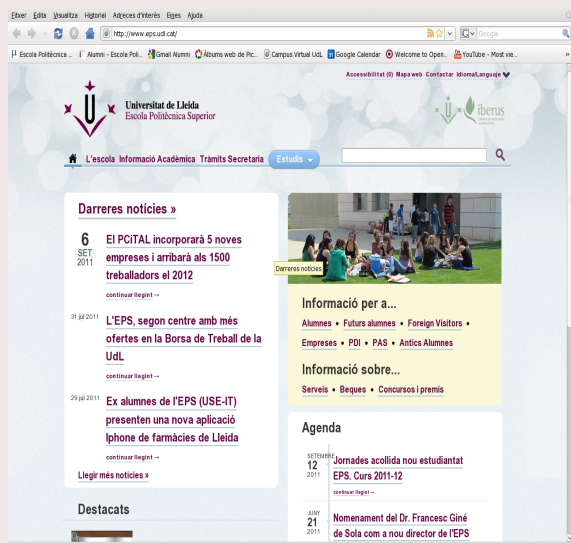 Eitxer Edita Visualitza Historial Adreces d'interès Eines Ajuda
http://www.eps.udl.cat/
Google
Escola Politècnica ..
Alumni - Escola Poli..
Gmail Alumni
Àlbums web de Pic..
Campus Virtual UdL
Google Calendar
Welcome to Open..
YouTube - Most vie...
Accessibilitat (0) Mapa web Contactar Idioma/Languaje
Universitat de Lleida
Escola Politècnica Superior
iberus
L'escola Informació Acadèmica Tràmits Secretaria Estudis
Darreres notícies »
6
SET
2011
El PCiTAL incorporarà 5 noves
empreses i arribarà als 1500
treballadors el 2012
continuar llegint→
31 jul 2011
L'EPS, segon centre amb més
ofertes en la Borsa de Treball de la
UdL
continuar llegint→
29 jul 2011
Ex alumnes de l'EPS (USE-IT)
presenten una nova aplicació
Iphone de farmàcies de Lleida
continuar llegint→
Llegir més notícies »
Destacats
Darreres notícies
Informació per a...
Alumnes • Futurs alumnes • Foreign Visitors •
Empreses • PDI • PAS • Antics Alumnes
Informació sobre...
Serveis • Beques • Concursos i premis
Agenda
SETEMBRE
12
2011
Jornades acollida nou estudiantat
EPS. Curs 2011-12
continuar llegint→
JUNY
21
2011
Nomenament del Dr. Francesc Giné
de Sola com a nou director de l'EPS